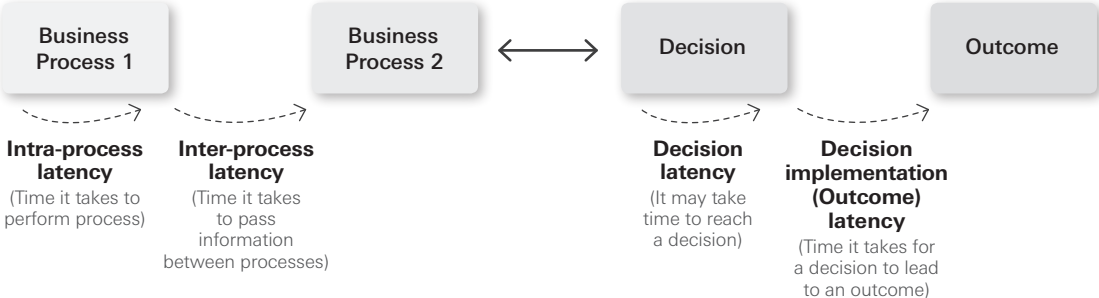 Business
Process 1
Business
Process 2
Decision
Outcome
Intra-process
latency
(Time it takes to
perform process)
Inter-process
latency
(Time it takes
to pass
information
between processes)
Decision
latency
(It may take
time to reach
a decision)
Decision
implementation
(Outcome)
latency
(Time it takes for
a decision to lead
to an outcome)